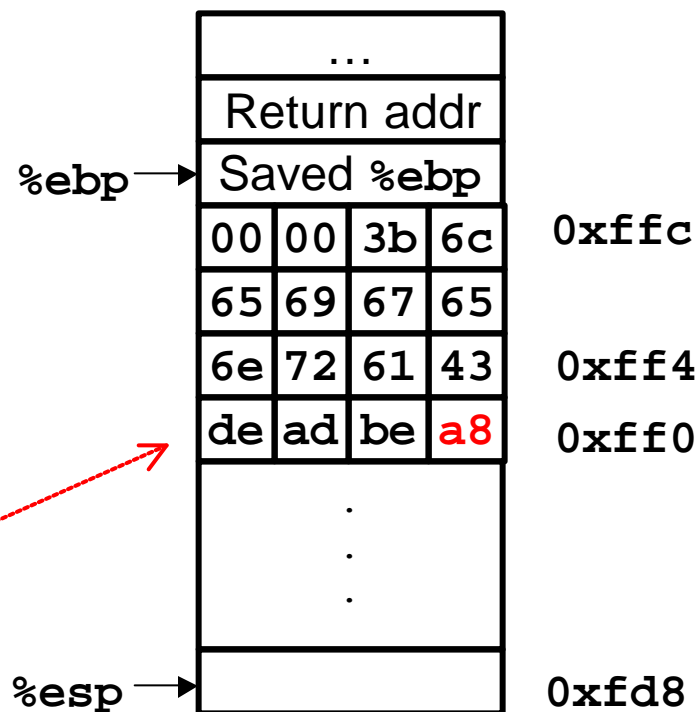 ...
Return addr
%ebp Saved %ebp
00 00 3b 6c 0xffc
65 69 67 65
6e 72 61 43 0xff4
de ad be a8 0xff0
.
.
.
%esp 0xfd8